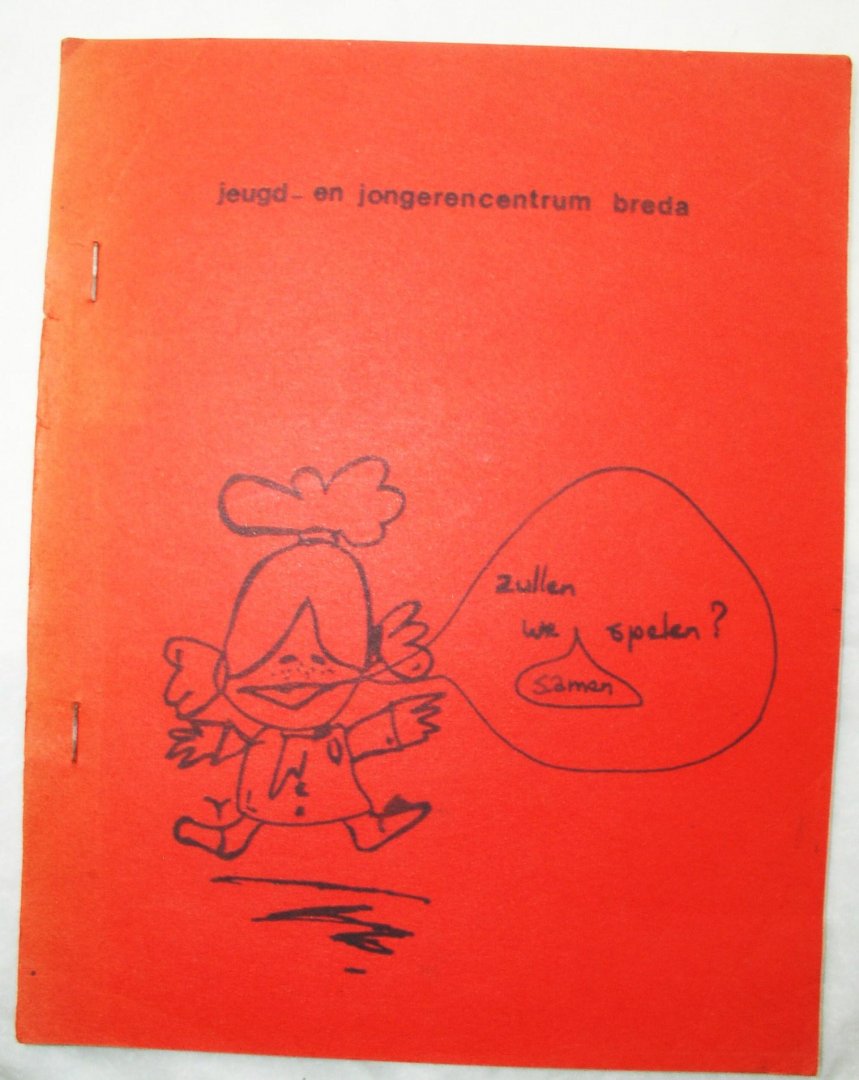 jeugd- en jongerencentrum breda
zullen
we spelen?
samen